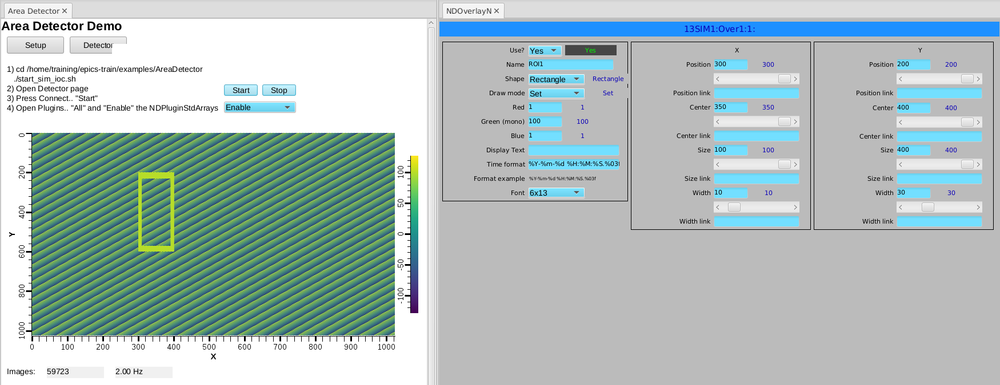 Area Detector
NDOverlayN
Area Detector Demo
Setup
Detector
1) cd /home/training/epics-train/examples/AreaDetector
./start_sim_ioc.sh
2) Open Detector page
3) Press Connect.. "Start"
4) Open Plugins.. "All" and "Enable" the NDPluginStdArrays
Start
Stop
Enable
0
200
400
600
800
1000
Y
0 100 200 300 400 500 600 700 800 900 1000
X
100
50
0
-50
-100
Images: 59723 2.00 Hz
13SIM1:Over1:1:
Use? Yes Yes
Name ROI1
Shape Rectangle Rectangle
Draw mode Set Set
Red 1 1
Green (mono) 100 100
Blue 1 1
Display Text
Time format %Y-%m-%d %H:%M:%S.%03f
Format example %Y-%m-%d %H:%M:%S.%03f
Font 6x13
X
Position 300 300
Position link
Center 350 350
Center link
Size 100 100
Size link
Width 10 10
Width link
Y
Position 200 200
Position link
Center 400 400
Center link
Size 400 400
Size link
Width 30 30
Width link